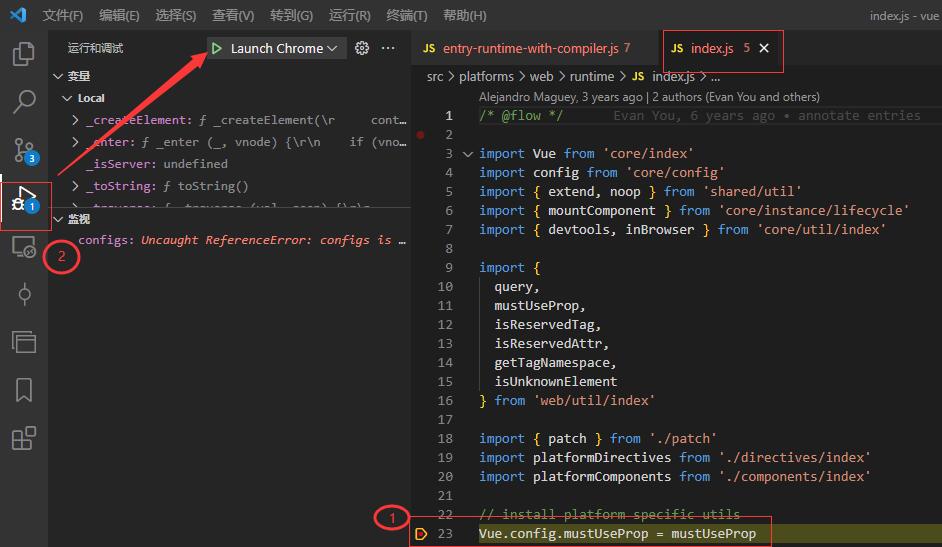 文件(F) 编辑(E) 选择(S) 查看(V) 转到(G) 运行(R) 终端(T) 帮助(H) index.js - vue
运行和调试 Launch Chrome ...
JS entry-runtime-with-compiler.js 7 JS index.js 5
src > platforms > web > runtime > JS index.js > ...
变量
Local
_createElement: ƒ _createElement(\r cont...
_enter: ƒ _enter (_, vnode) {\r\n if (vno...
_isServer: undefined
_toString: ƒ toString()
监视
configs: Uncaught ReferenceError: configs is ...
3
1
2
Alejandro Maguey, 3 years ago | 2 authors (Evan You and others)
1 /* @flow */ Evan You, 6 years ago • annotate entries
2
3 import Vue from 'core/index'
4 import config from 'core/config'
5 import { extend, noop } from 'shared/util'
6 import { mountComponent } from 'core/instance/lifecycle'
7 import { devtools, inBrowser } from 'core/util/index'
8
9 import {
10 query,
11 mustUseProp,
12 isReservedTag,
13 isReservedAttr,
14 getTagNamespace,
15 isUnknownElement
16 } from 'web/util/index'
17
18 import { patch } from './patch'
19 import platformDirectives from './directives/index'
20 import platformComponents from './components/index'
21
22 // install platform specific utils
1
23 Vue.config.mustUseProp = mustUseProp